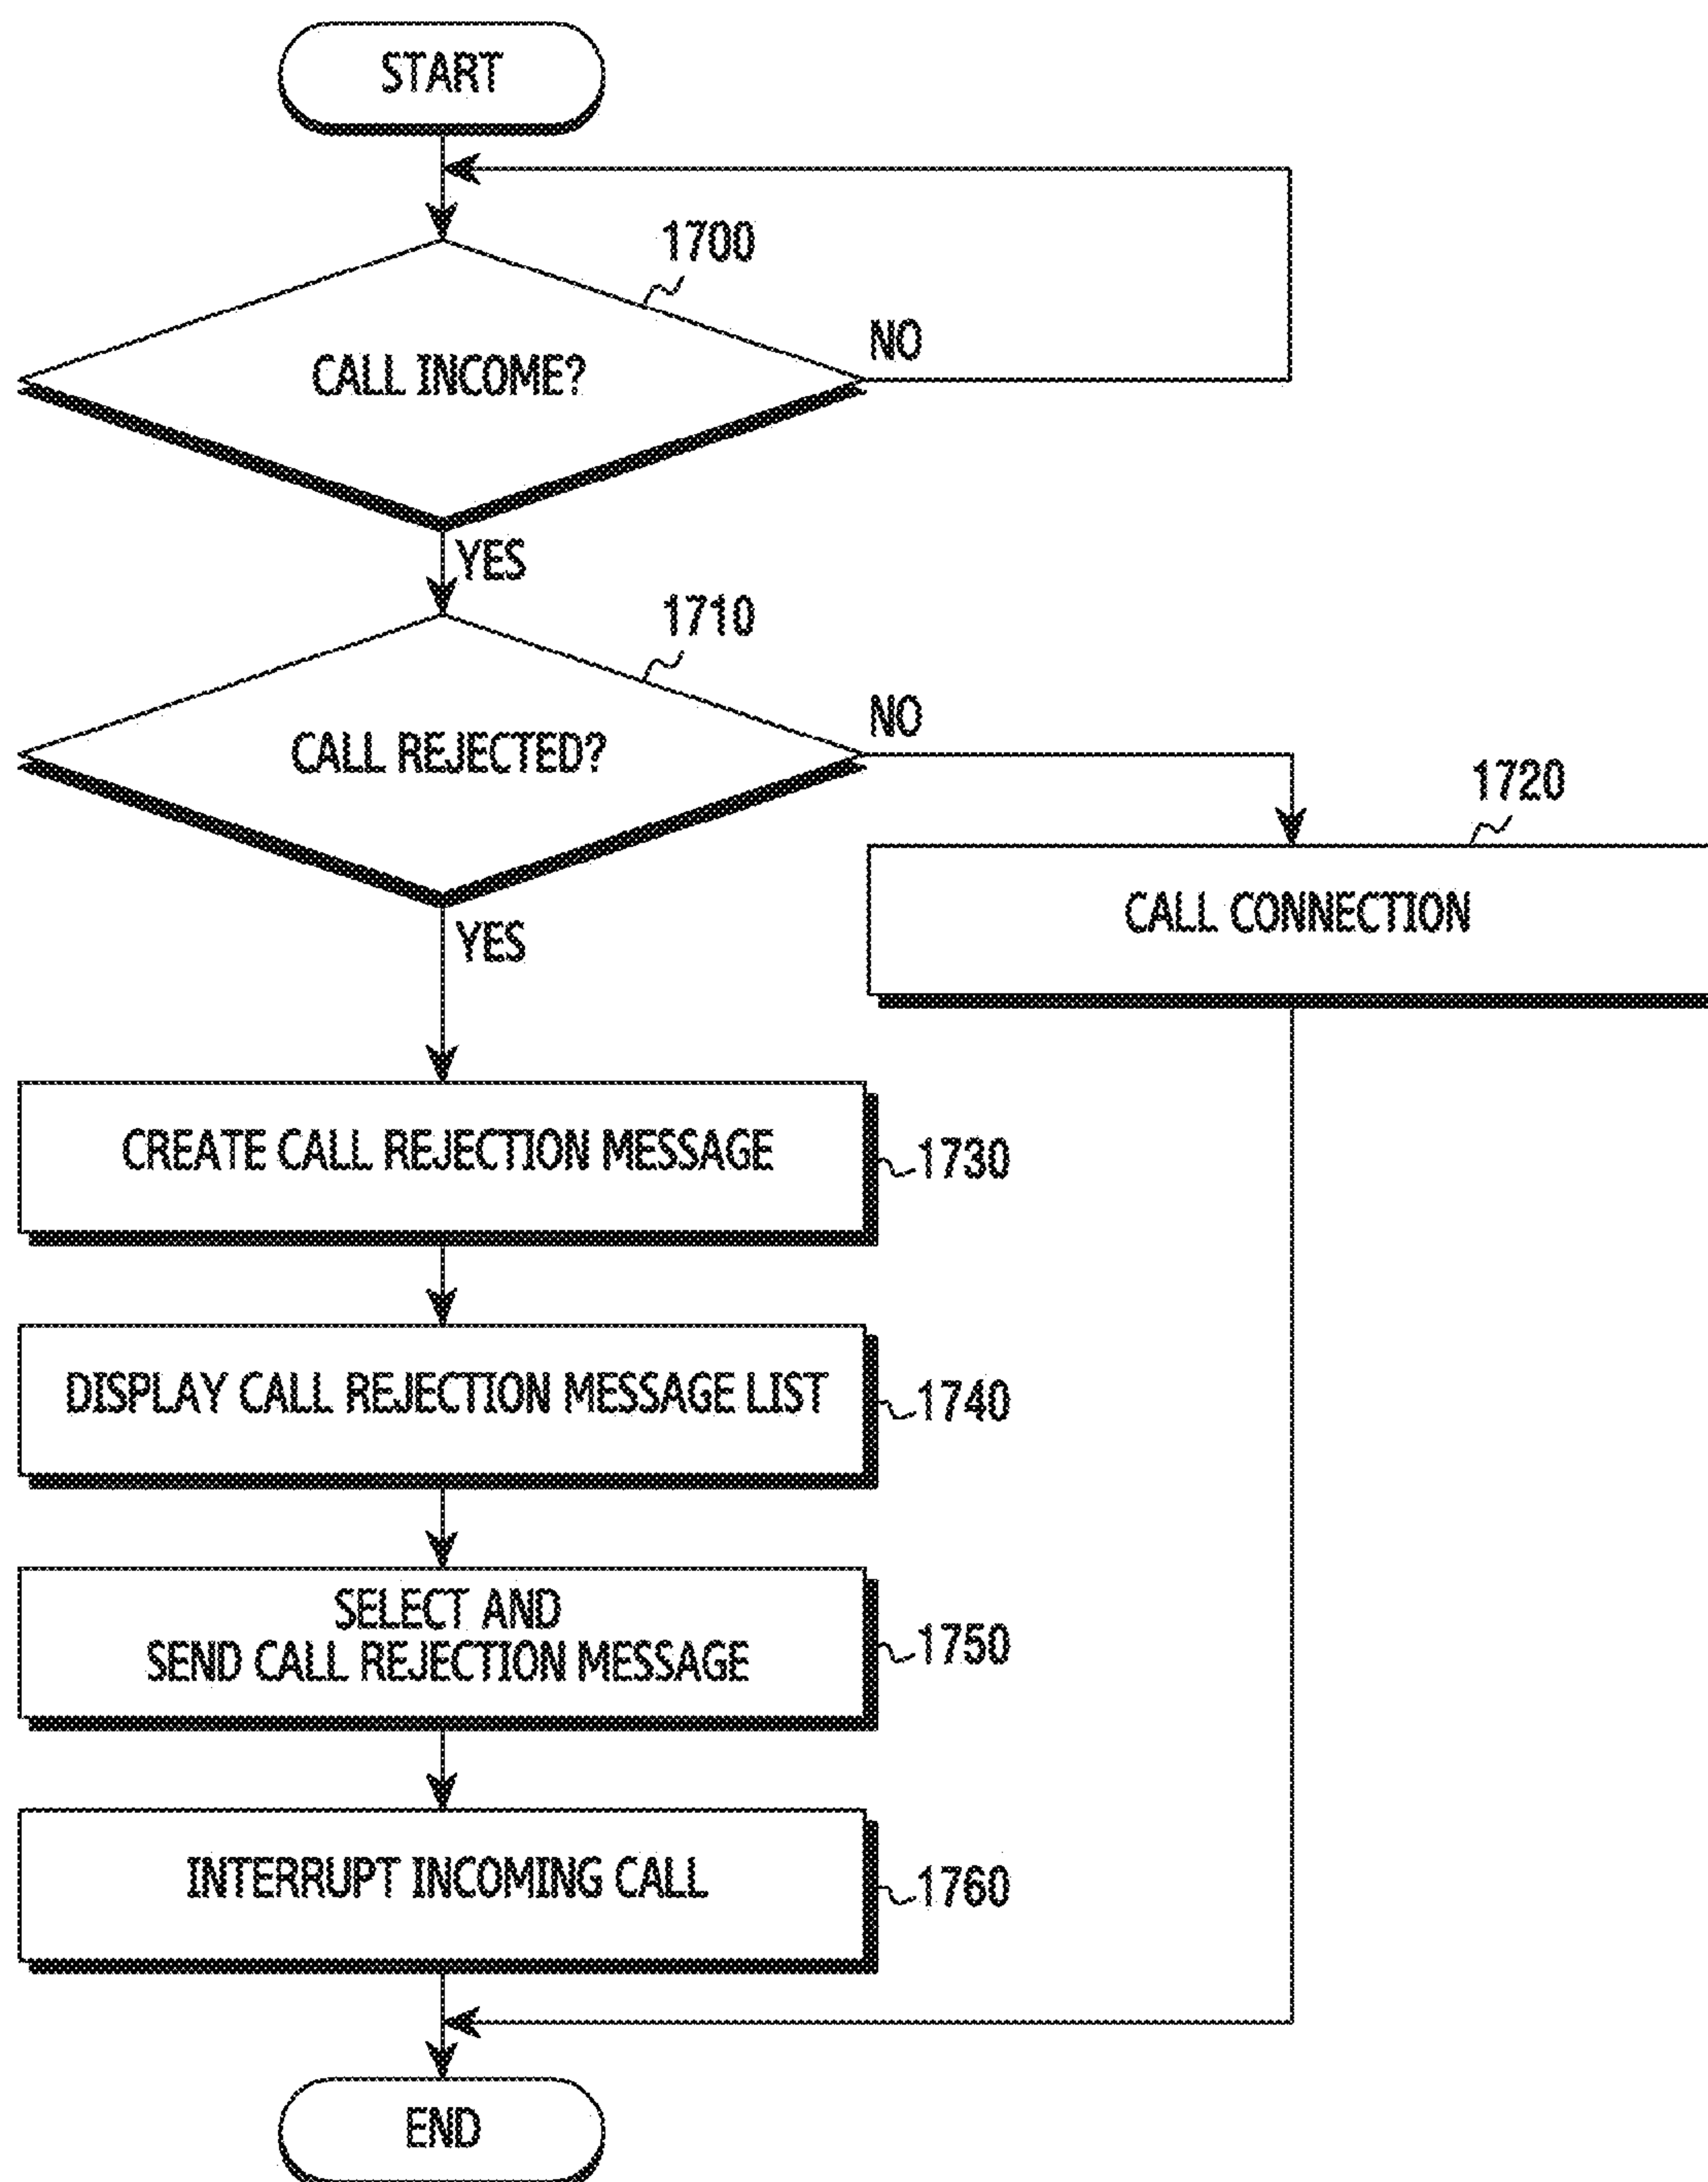 START
1700
CALL INCOME?
NO
YES
1710
CALL REJECTED?
NO
1720
CALL CONNECTION
YES
CREATE CALL REJECTION MESSAGE
1730
DISPLAY CALL REJECTION MESSAGE LIST
1740
SELECT AND
SEND CALL REJECTION MESSAGE
1750
INTERRUPT INCOMING CALL
1760
END